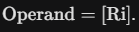 Operand = [Ri].